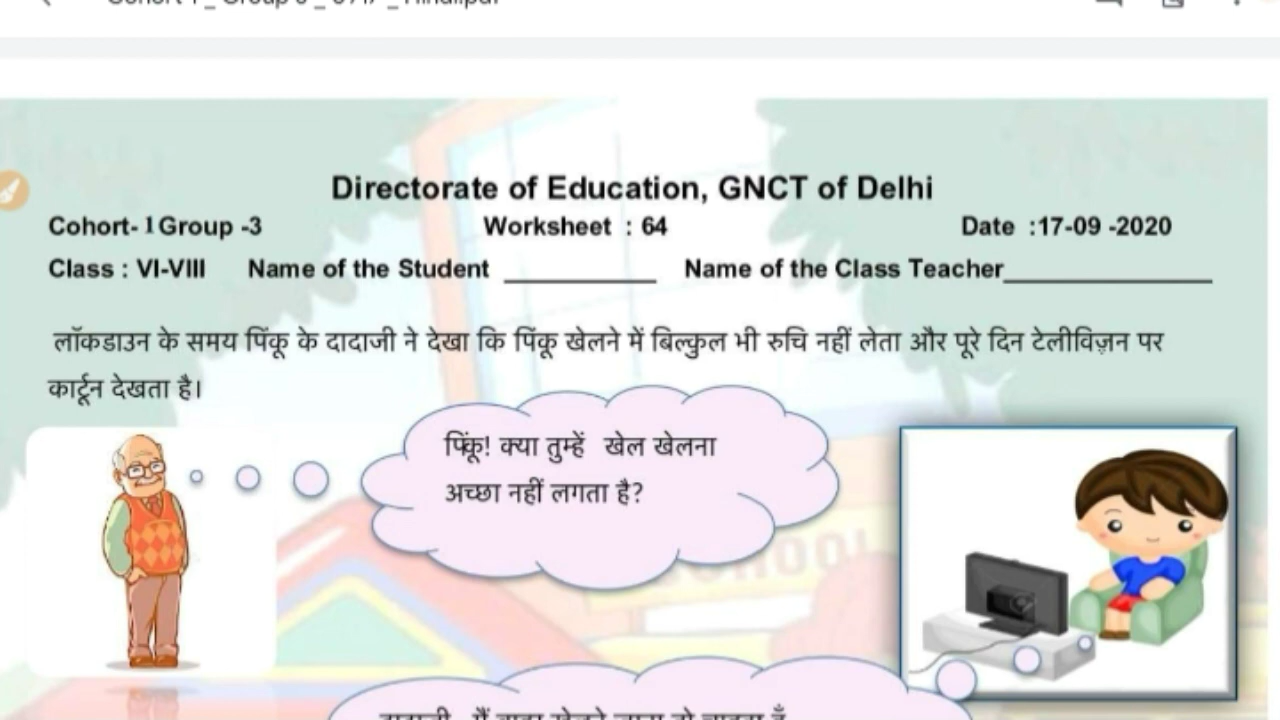 Directorate of Education, GNCT of Delhi
Cohort- 1 Group -3 Worksheet : 64 Date :17-09 -2020
Class : VI-VIII Name of the Student ___________ Name of the Class Teacher_______________
लॉकडाउन के समय पिंकू के दादाजी ने देखा कि पिंकू खेलने में बिल्कुल भी रुचि नहीं लेता और पूरे दिन टेलीविज़न पर
कार्टून देखता है।
पिंकू! क्या तुम्हें खेल खेलना
अच्छा नहीं लगता है?